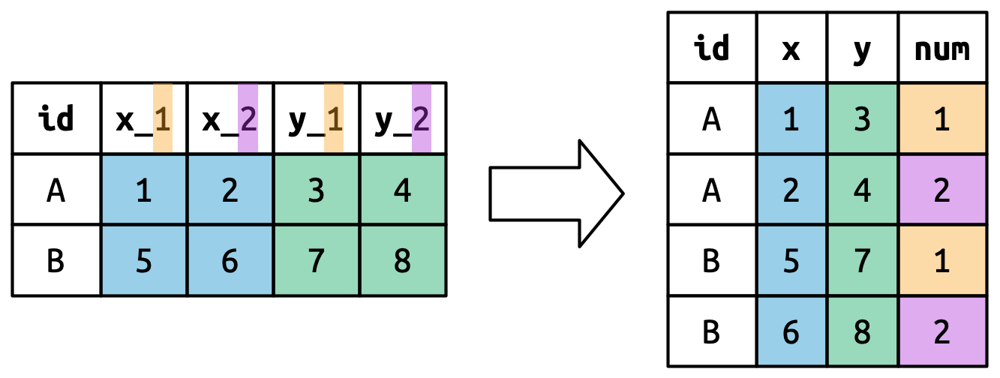 id x_1 x_2 y_1 y_2
A 1 2 3 4
B 5 6 7 8
id x y num
A 1 3 1
A 2 4 2
B 5 7 1
B 6 8 2